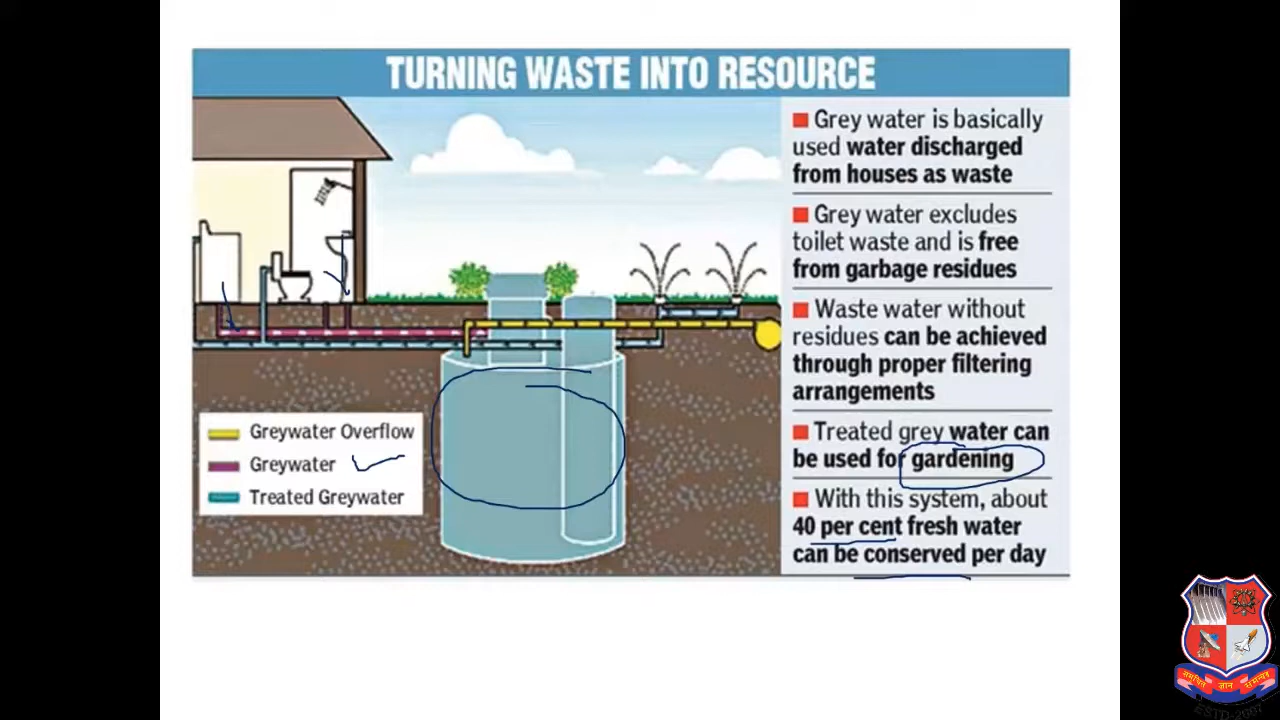 TURNING WASTE INTO RESOURCE
Grey water is basically
used water discharged
from houses as waste
Grey water excludes
toilet waste and is free
from garbage residues
Waste water without
residues can be achieved
through proper filtering
arrangements
Treated grey water can
be used for gardening
With this system, about
40 per cent fresh water
can be conserved per day
Greywater Overflow
Greywater
Treated Greywater